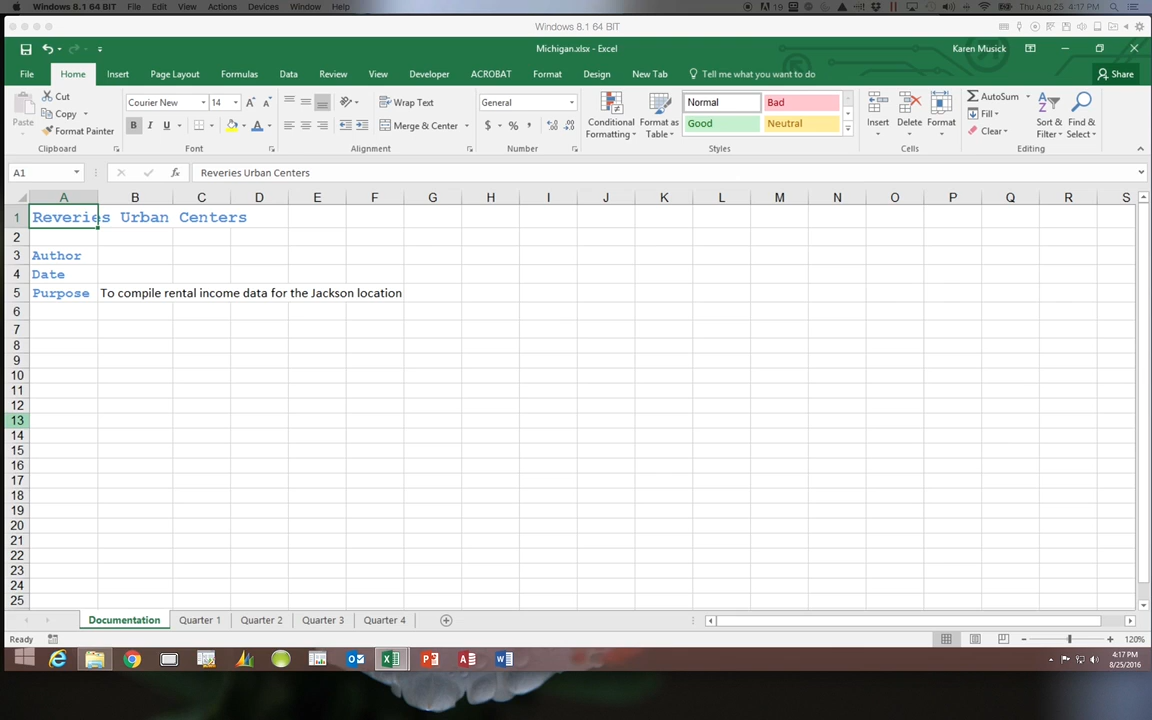 Windows 8.1 64 BIT File Edit View Actions Devices Window Help 19 Thu Aug 25 4:17 PM
Windows 8.1 64 BIT
Michigan.xlsx - Excel Karen Musick
File Home Insert Page Layout Formulas Data Review View Developer ACROBAT Format Design New Tab Tell me what you want to do Share
Paste Cut Copy Format Painter Clipboard
Courier New 14 A A B I U A Font
Wrap Text Merge & Center Alignment
General $ % , Number
Conditional Formatting Format as Table Normal Bad Good Neutral Styles
Insert Delete Format Cells
AutoSum Fill Clear Sort & Filter Find & Select Editing
A1 fx Reveries Urban Centers
A B C D E F G H I J K L M N O P Q R S
1 Reveries Urban Centers
2
3 Author
4 Date
5 Purpose To compile rental income data for the Jackson location
6
7
8
9
10
11
12
13
14
15
16
17
18
19
20
21
22
23
24
25
Documentation Quarter 1 Quarter 2 Quarter 3 Quarter 4
Ready 120%
4:17 PM
8/25/2016